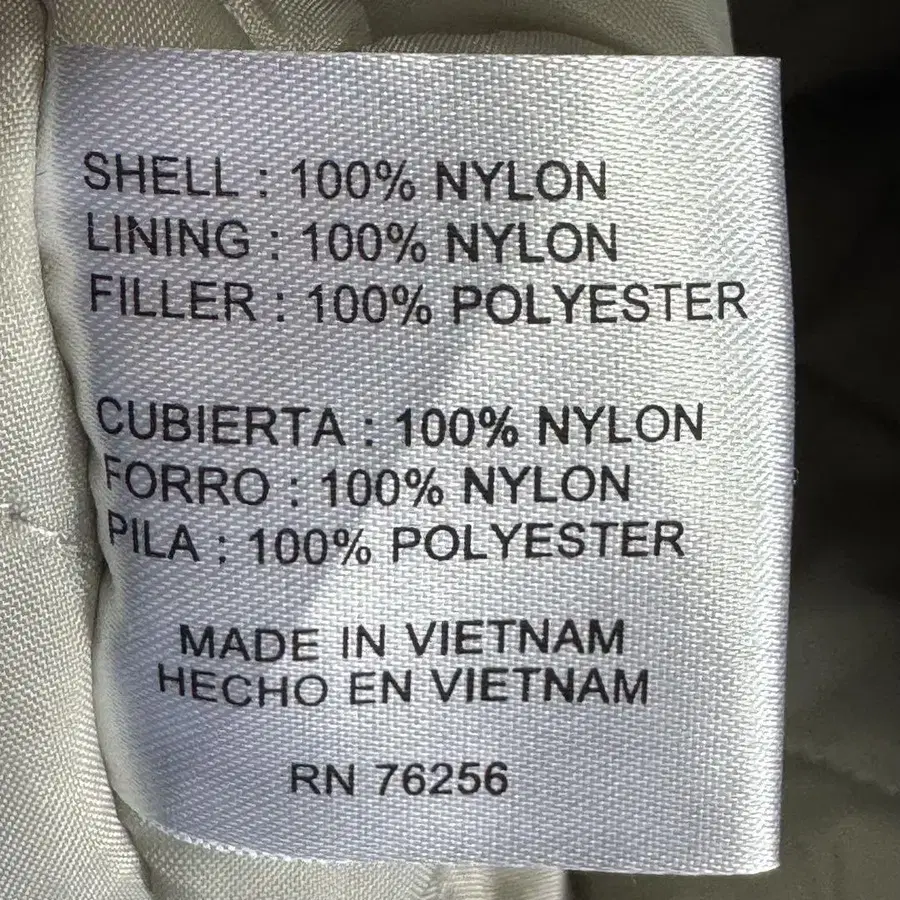 SHELL : 100% NYLON
LINING : 100% NYLON
FILLER : 100% POLYESTER
CUBIERTA : 100% NYLON
FORRO : 100% NYLON
PILA : 100% POLYESTER
MADE IN VIETNAM
HECHO EN VIETNAM
RN 76256